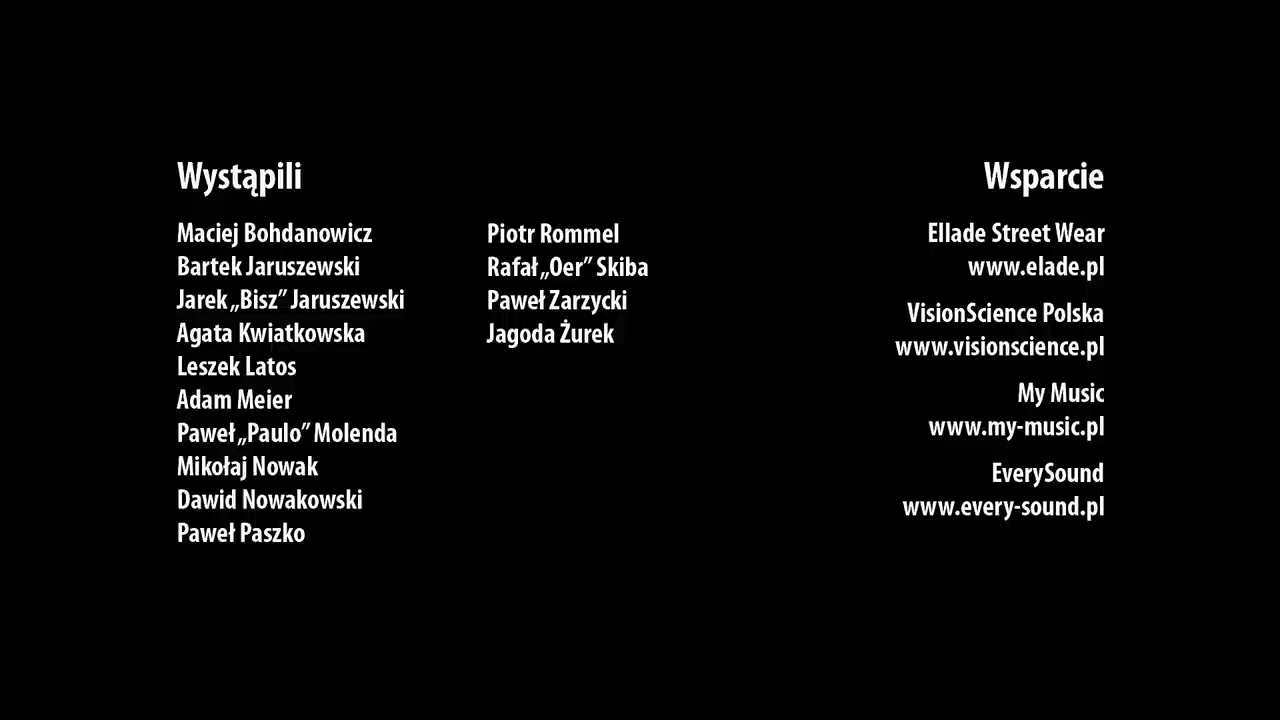 Wystąpili
Maciej Bohdanowicz
Bartek Jaruszewski
Jarek „Bisz” Jaruszewski
Agata Kwiatkowska
Leszek Latos
Adam Meier
Paweł „Paulo” Molenda
Mikołaj Nowak
Dawid Nowakowski
Paweł Paszko
Piotr Rommel
Rafał „Oer” Skiba
Paweł Zarzycki
Jagoda Żurek
Wsparcie
Ellade Street Wear
www.elade.pl
VisionScience Polska
www.visionscience.pl
My Music
www.my-music.pl
EverySound
www.every-sound.pl